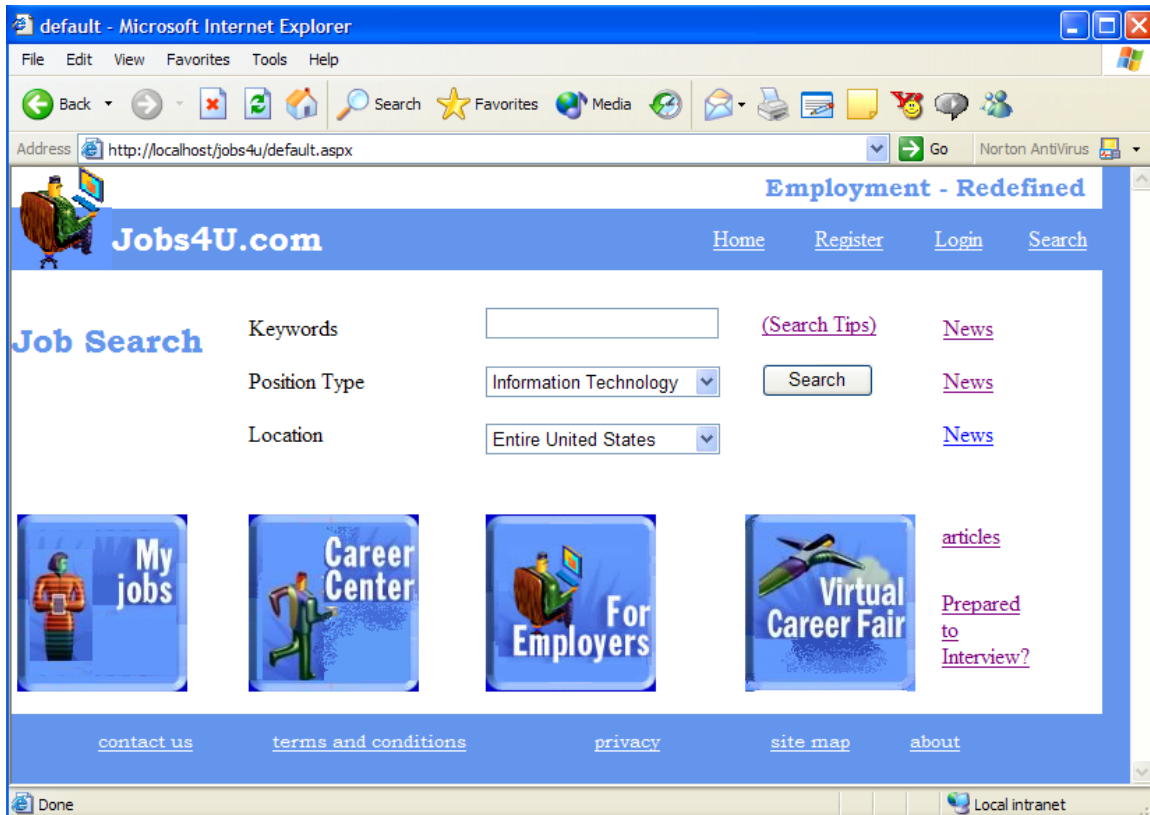 default - Microsoft Internet Explorer
File Edit View Favorites Tools Help
Back Search Favorites Media
Address http://localhost/jobs4u/default.aspx Go Norton AntiVirus
Employment - Redefined
Jobs4U.com Home Register Login Search
Job Search
Keywords (Search Tips) News
Position Type Information Technology Search News
Location Entire United States News
My jobs
Career Center
For Employers
Virtual Career Fair
articles
Prepared
to
Interview?
contact us terms and conditions privacy site map about
Done Local intranet